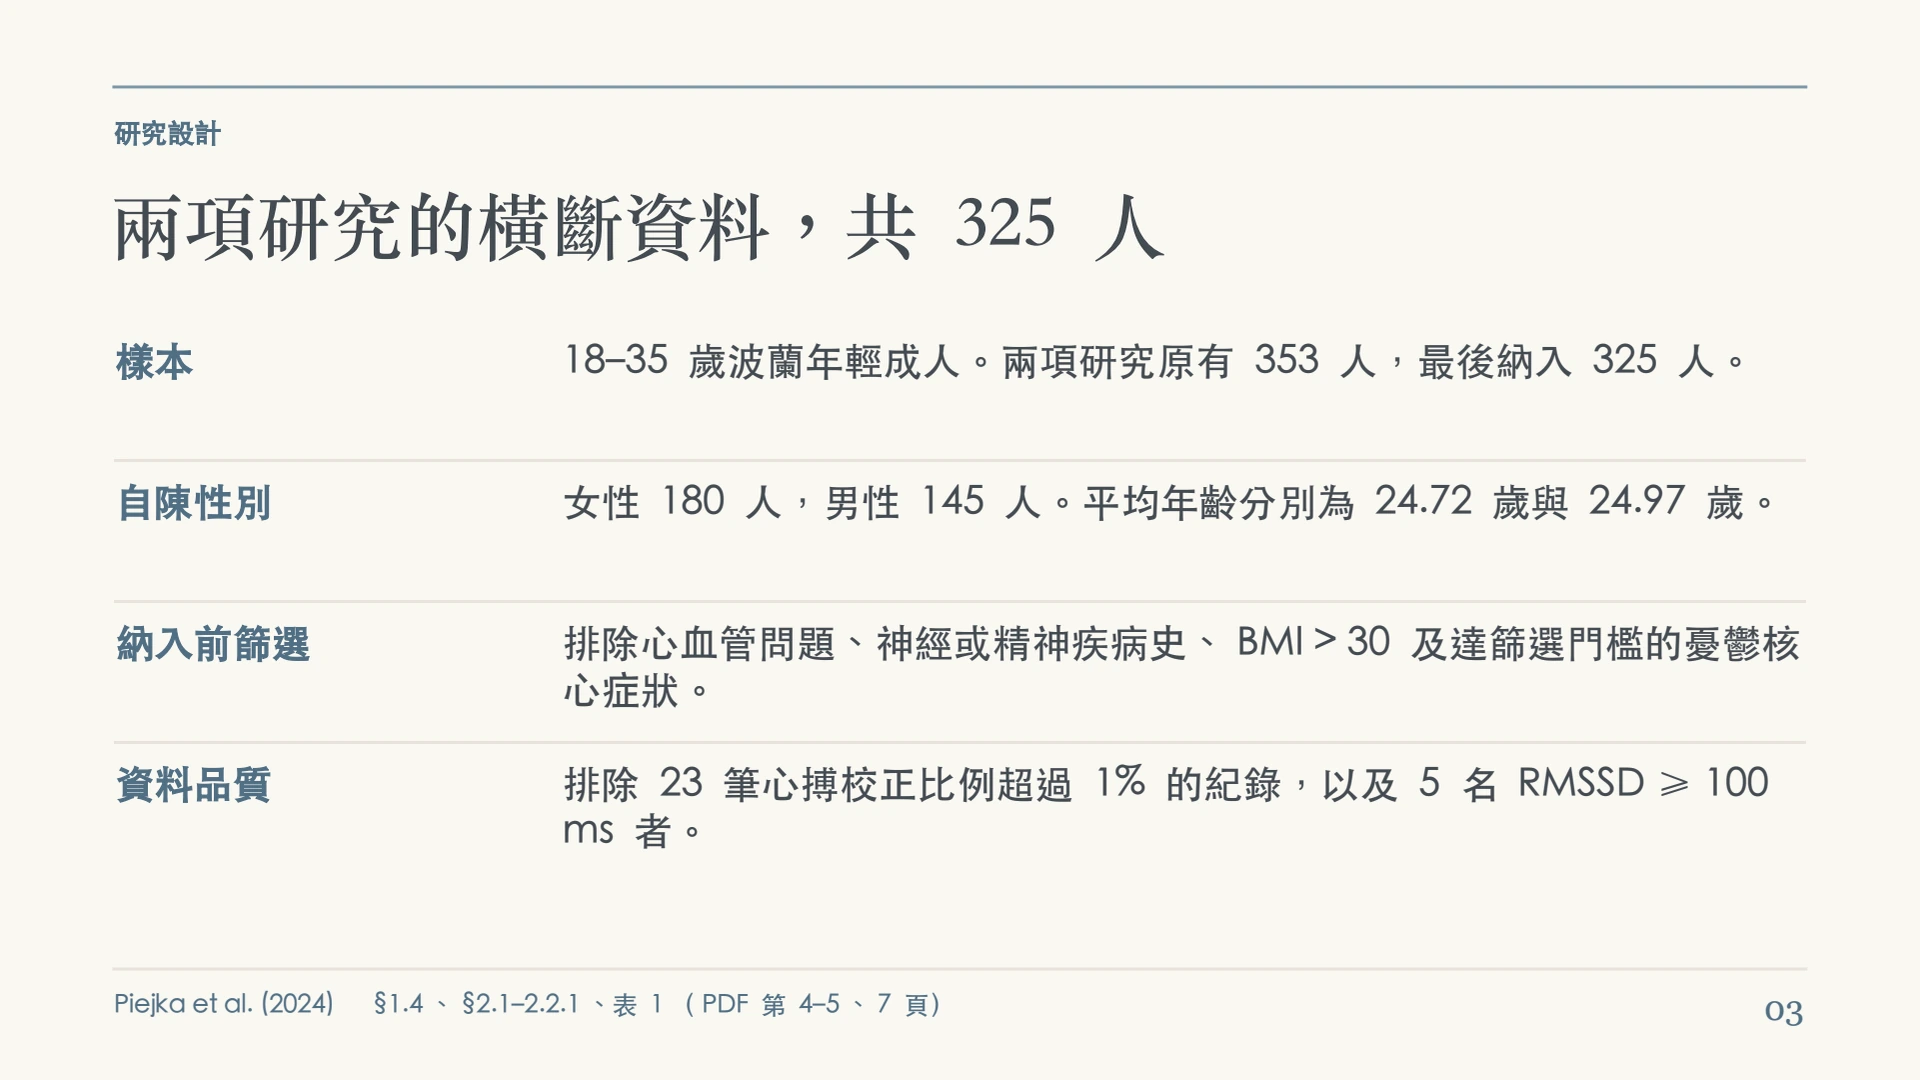 研究設計
兩項研究的橫斷資料，共 325 人
樣本
18–35 歲波蘭年輕成人。兩項研究原有 353 人，最後納入 325 人。
自陳性別
女性 180 人，男性 145 人。平均年齡分別為 24.72 歲與 24.97 歲。
納入前篩選
排除心血管問題、神經或精神疾病史、BMI > 30 及達篩選門檻的憂鬱核
心症狀。
資料品質
排除 23 筆心搏校正比例超過 1% 的紀錄，以及 5 名 RMSSD ⩾ 100
ms 者。
Piejka et al. (2024)　§1.4、§2.1–2.2.1、表 1（PDF 第 4–5、7 頁）
03